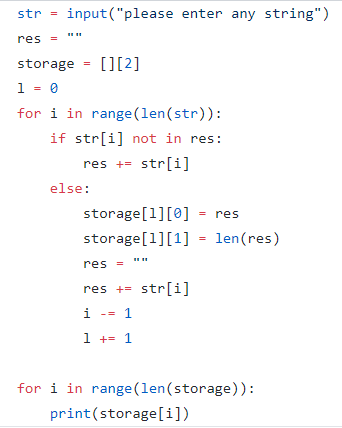 str = input("please enter any string")
res = ""
storage = [][2]
l = 0
for i in range(len(str)):
    if str[i] not in res:
        res += str[i]
    else:
        storage[l][0] = res
        storage[l][1] = len(res)
        res = ""
        res += str[i]
        i -= 1
        l += 1

for i in range(len(storage)):
    print(storage[i])